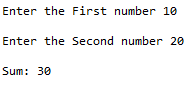 Enter the First number 10
Enter the Second number 20
Sum: 30